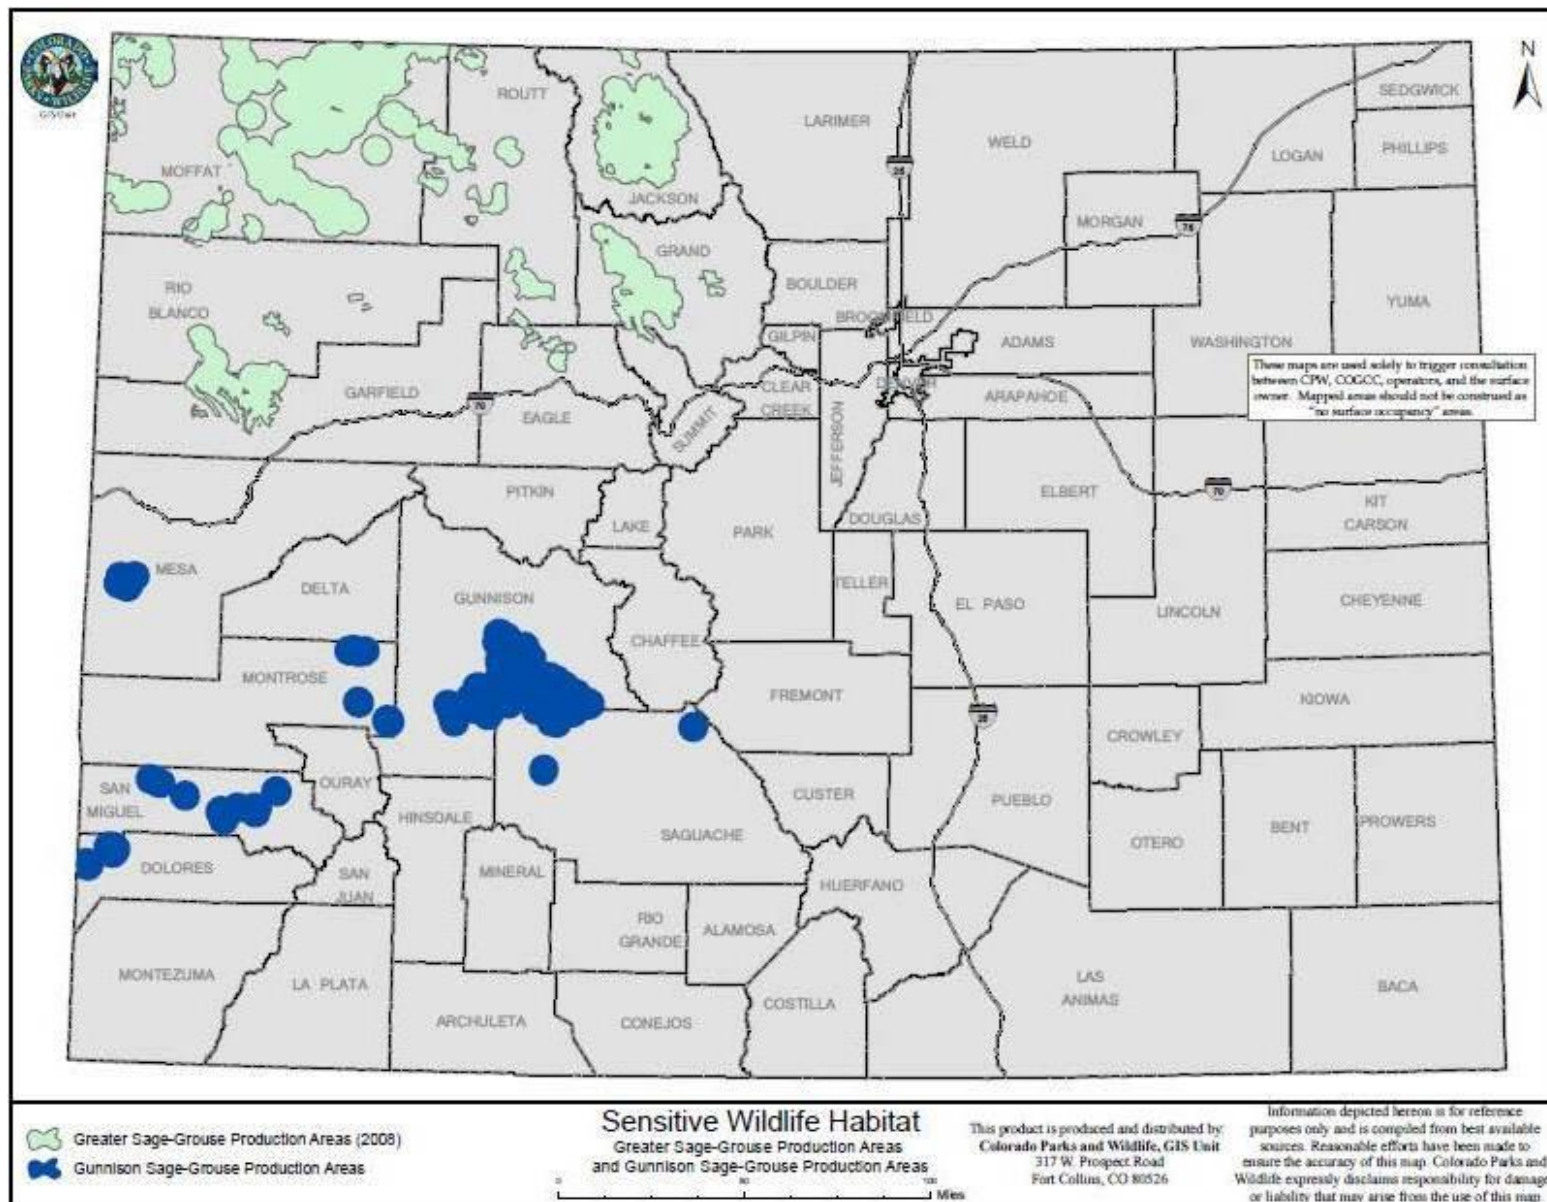 COLORADO
PARKS & WILDLIFE
GIS Unit
N
SEDGWICK
ROUTT
LARIMER
WELD
LOGAN
PHILLIPS
MOFFAT
25
JACKSON
MORGAN
76
GRAND
RIO
BLANCO
BOULDER
YUMA
BROOMFIELD
GILPIN
ADAMS
WASHINGTON
These maps are used solely to trigger consultation
between CPW, COGCC, operators, and the surface
owner. Mapped areas should not be construed as
"no surface occupancy" areas.
GARFIELD
70
EAGLE
SUMMIT
CLEAR
CREEK
DENVER
ARAPAHOE
JEFFERSON
PITKIN
LAKE
PARK
DOUGLAS
ELBERT
70
KIT
CARSON
MESA
DELTA
GUNNISON
TELLER
EL PASO
LINCOLN
CHEYENNE
CHAFFEE
MONTROSE
FREMONT
KIOWA
25
CROWLEY
SAN
MIGUEL
OURAY
HINSDALE
CUSTER
PUEBLO
SAGUACHE
OTERO
BENT
PROWERS
DOLORES
SAN
JUAN
MINERAL
HUERFANO
RIO
GRANDE
ALAMOSA
MONTEZUMA
LA PLATA
ARCHULETA
CONEJOS
COSTILLA
LAS
ANIMAS
BACA
Greater Sage-Grouse Production Areas (2008)
Gunnison Sage-Grouse Production Areas
Sensitive Wildlife Habitat
Greater Sage-Grouse Production Areas
and Gunnison Sage-Grouse Production Areas
0 50 100
Miles
This product is produced and distributed by:
Colorado Parks and Wildlife, GIS Unit
317 W. Prospect Road
Fort Collins, CO 80526
Information depicted hereon is for reference
purposes only and is compiled from best available
sources. Reasonable efforts have been made to
ensure the accuracy of this map. Colorado Parks and
Wildlife expressly disclaims responsibility for damages
or liability that may arise from the use of this map.